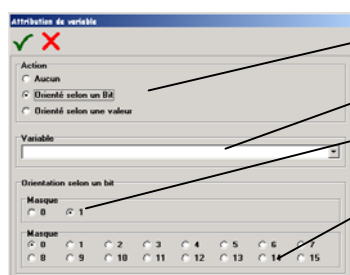 Attribution de variable
Action
Aucun
Orienté selon un Bit
Orienté selon une valeur
Variable
Orientation selon un bit
Masque
0 1
Masque
0 1 2 3 4 5 6 7
8 9 10 11 12 13 14 15